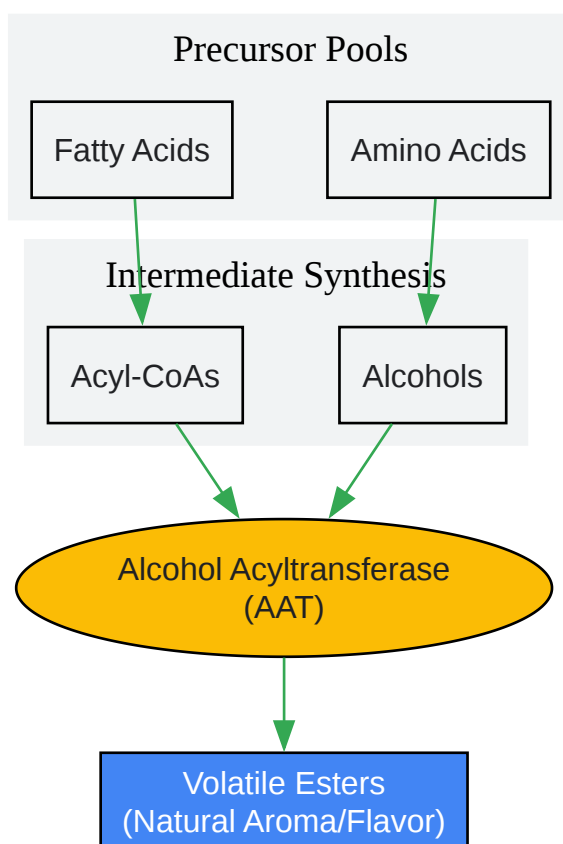 Precursor Pools
Fatty Acids
Amino Acids
Intermediate Synthesis
Acyl-CoAs
Alcohols
Alcohol Acyltransferase
(AAT)
Volatile Esters
(Natural Aroma/Flavor)